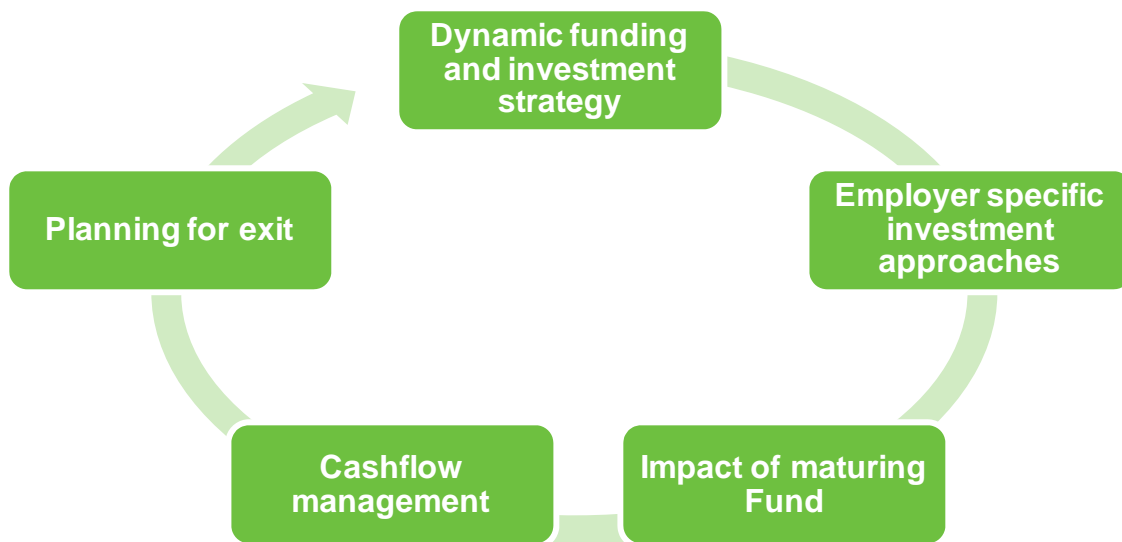 Dynamic funding
and investment
strategy
Employer specific
investment
approaches
Impact of maturing
Fund
Cashflow
management
Planning for exit